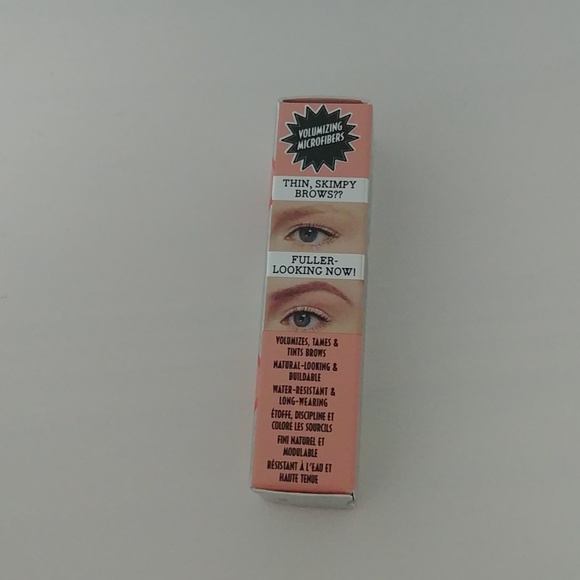 VOLUMIZING
MICROFIBERS
THIN, SKIMPY
BROWS??
FULLER-
LOOKING NOW!
VOLUMIZES, TAMES &
TINTS BROWS
NATURAL-LOOKING &
BUILDABLE
WATER-RESISTANT &
LONG-WEARING
ÉTOFFE, DISCIPLINE ET
COLORE LES SOURCILS
FINI NATUREL ET
MODULABLE
RÉSISTANT À L'EAU ET
HAUTE TENUE